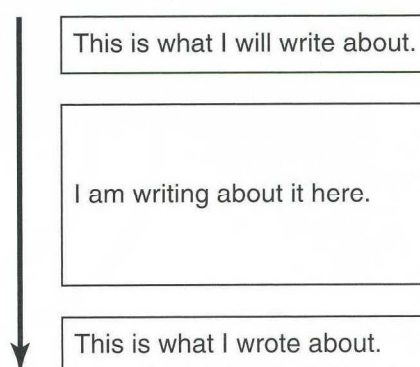 This is what I will write about.
I am writing about it here.
This is what I wrote about.